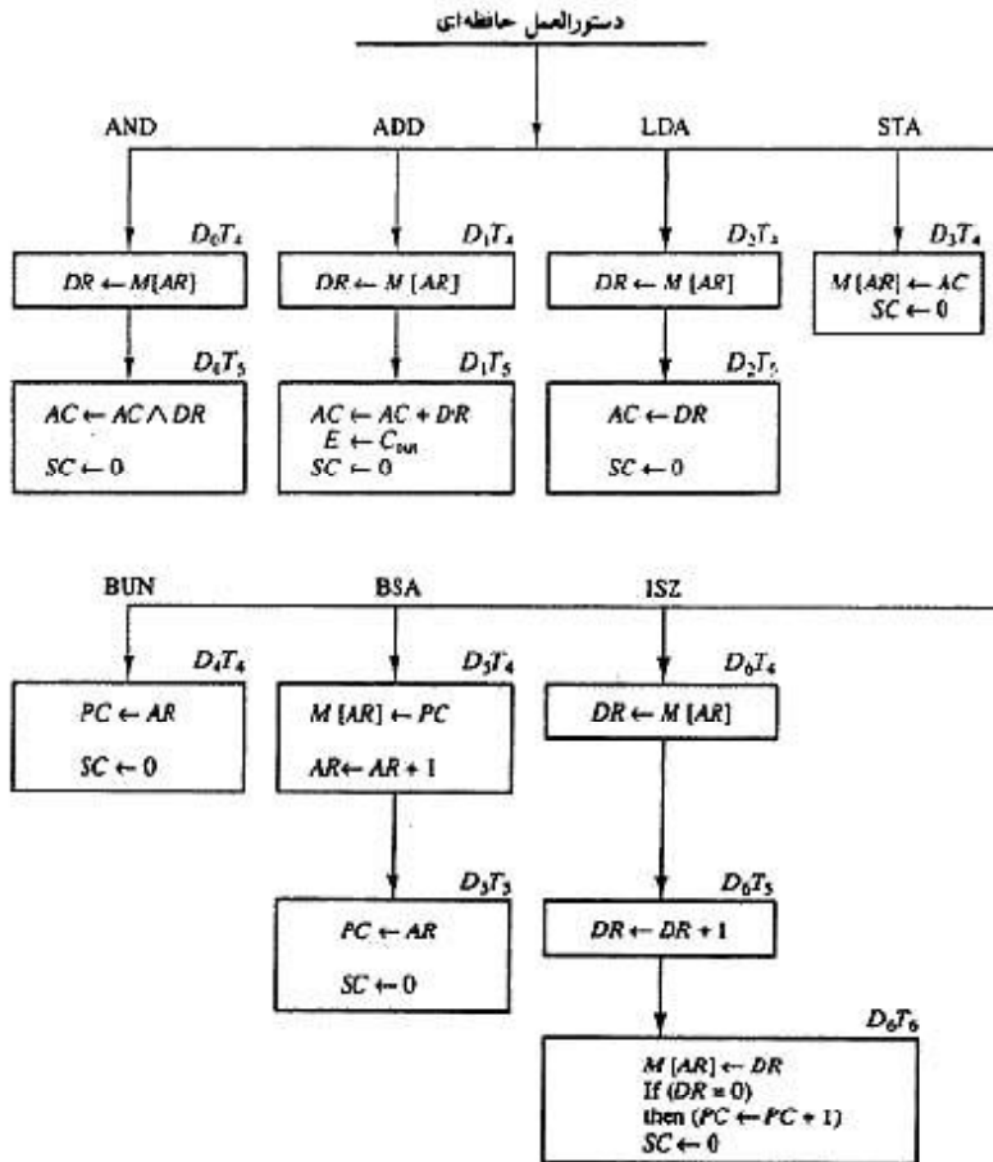 دستورالعمل حافظه‌ای
AND ADD LDA STA
D₀T₄ D₁T₄ D₂T₄ D₃T₄
DR ← M[AR] DR ← M [AR] DR ← M [AR] M [AR] ← AC
SC ← 0
D₀T₅ D₁T₅ D₂T₅
AC ← AC ∧ DR AC ← AC + DR AC ← DR
E ← Cout
SC ← 0 SC ← 0 SC ← 0
BUN BSA ISZ
D₄T₄ D₅T₄ D₆T₄
PC ← AR M [AR] ← PC DR ← M [AR]
SC ← 0 AR ← AR + 1
D₅T₅ D₆T₅
PC ← AR DR ← DR + 1
SC ← 0
D₆T₆
M [AR] ← DR
If (DR = 0)
then (PC ← PC + 1)
SC ← 0